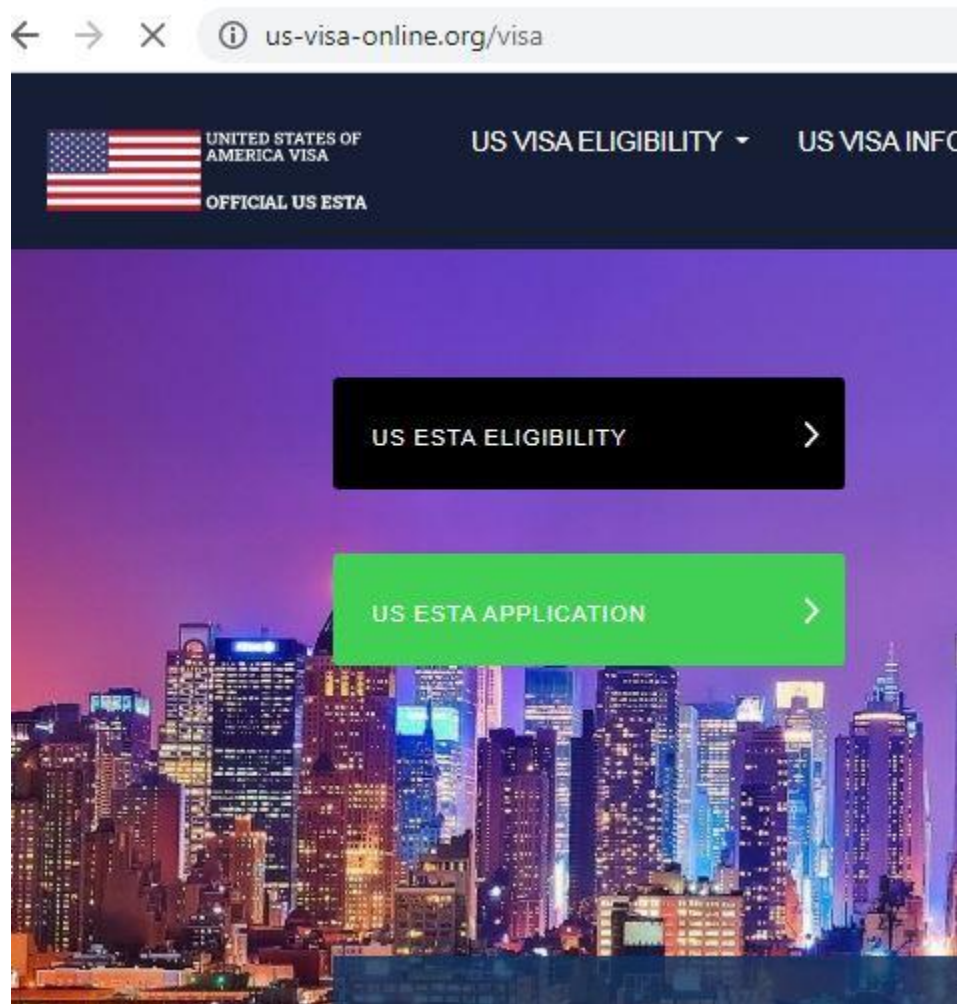 us-visa-online.org/visa
UNITED STATES OF
AMERICA VISA
OFFICIAL US ESTA
US VISA ELIGIBILITY
US VISA INFO
US ESTA ELIGIBILITY
US ESTA APPLICATION